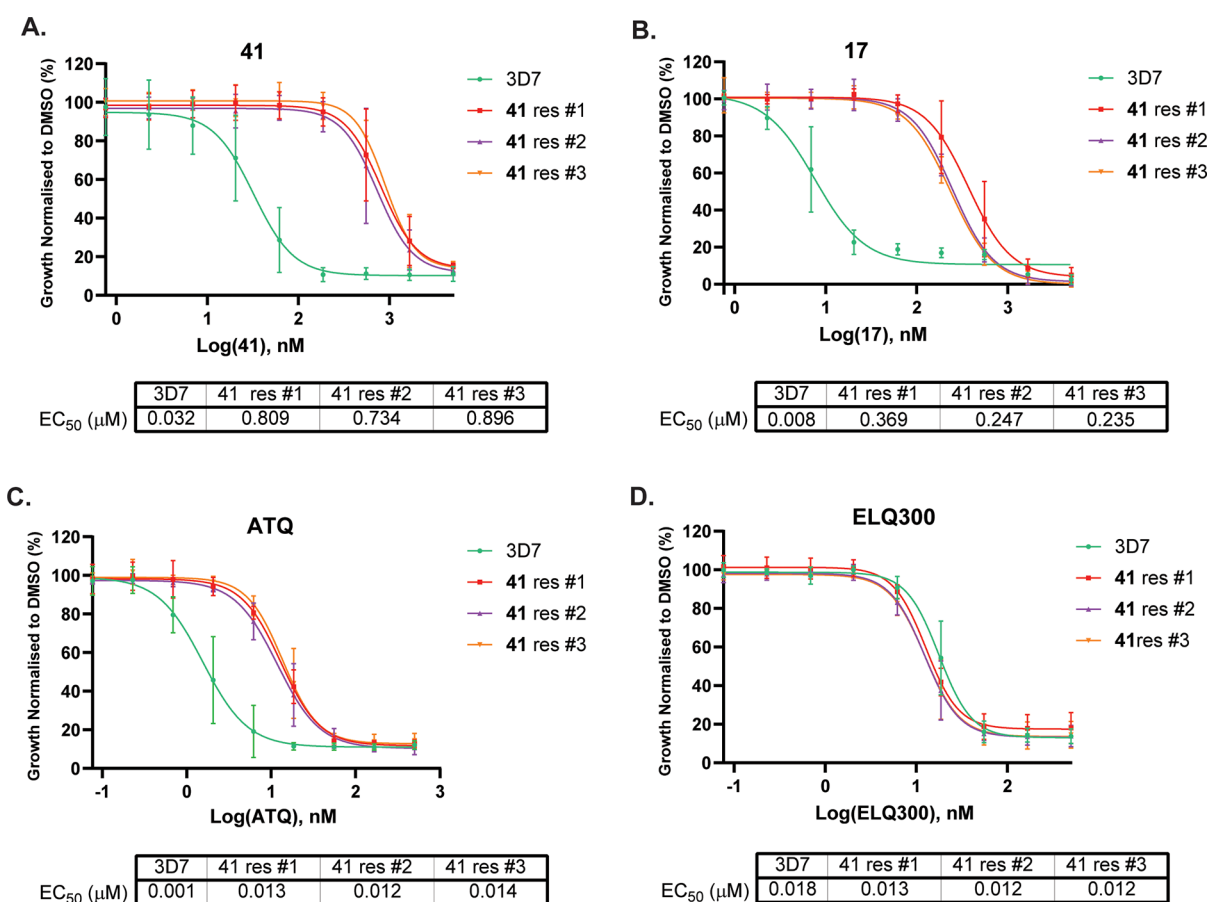 A.
41
Growth Normalised to DMSO (%)
120
100
80
60
40
20
0
0 1 2 3
Log(41), nM
3D7
41 res #1
41 res #2
41 res #3
3D7 41 res #1 41 res #2 41 res #3
EC50 (μM) 0.032 0.809 0.734 0.896
B.
17
Growth Normalised to DMSO (%)
120
100
80
60
40
20
0
0 1 2 3
Log(17), nM
3D7
41 res #1
41 res #2
41 res #3
3D7 41 res #1 41 res #2 41 res #3
EC50 (μM) 0.008 0.369 0.247 0.235
C.
ATQ
Growth Normalised to DMSO (%)
120
100
80
60
40
20
0
-1 0 1 2 3
Log(ATQ), nM
3D7
41 res #1
41 res #2
41 res #3
3D7 41 res #1 41 res #2 41 res #3
EC50 (μM) 0.001 0.013 0.012 0.014
D.
ELQ300
Growth Normalised to DMSO (%)
120
100
80
60
40
20
0
-1 0 1 2
Log(ELQ300), nM
3D7
41 res #1
41 res #2
41res #3
3D7 41 res #1 41 res #2 41 res #3
EC50 (μM) 0.018 0.013 0.012 0.012